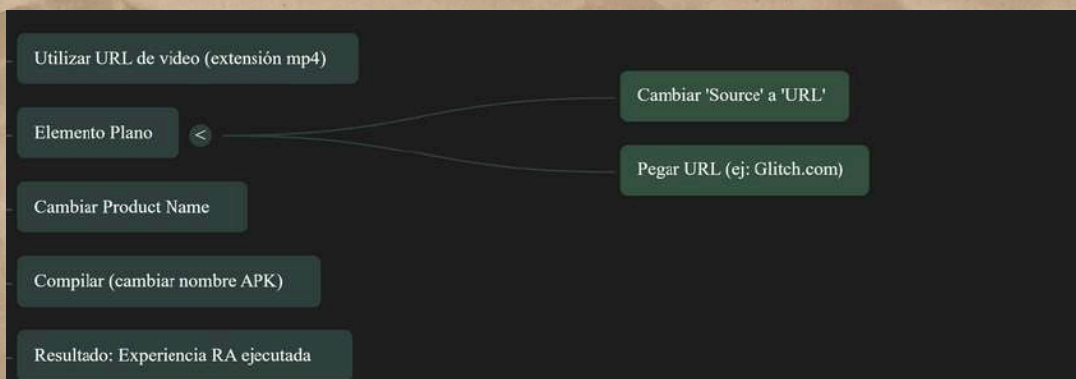 Utilizar URL de video (extensión mp4)
Elemento Plano
<
Cambiar 'Source' a 'URL'
Pegar URL (ej: Glitch.com)
Cambiar Product Name
Compilar (cambiar nombre APK)
Resultado: Experiencia RA ejecutada